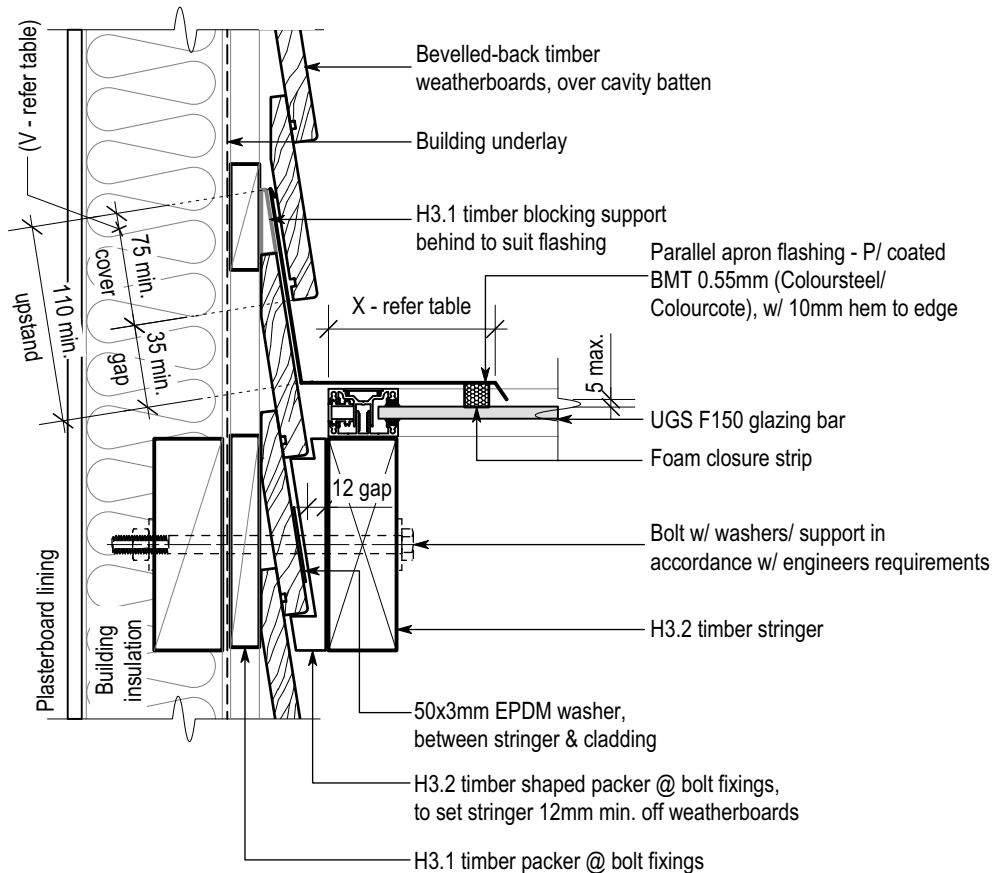 Bevelled-back timber
weatherboards, over cavity batten
Building underlay
H3.1 timber blocking support
behind to suit flashing
Parallel apron flashing - P/ coated
BMT 0.55mm (Coloursteel/
Colourcote), w/ 10mm hem to edge
X - refer table
(V - refer table)
75 min.
cover
110 min.
upstand
35 min.
gap
5 max.
UGS F150 glazing bar
Foam closure strip
12 gap
Bolt w/ washers/ support in
accordance w/ engineers requirements
H3.2 timber stringer
Plasterboard lining
Building
insulation
50x3mm EPDM washer,
between stringer & cladding
H3.2 timber shaped packer @ bolt fixings,
to set stringer 12mm min. off weatherboards
H3.1 timber packer @ bolt fixings